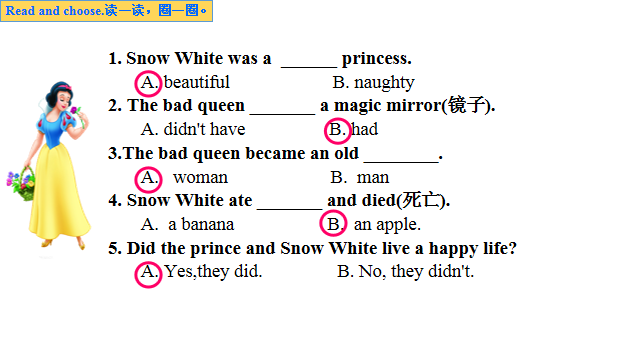 Read and choose.读一读，圈一圈。
1. Snow White was a ______ princess.
A. beautiful B. naughty
2. The bad queen _______ a magic mirror(镜子).
A. didn't have B. had
3.The bad queen became an old ________.
A. woman B. man
4. Snow White ate _______ and died(死亡).
A. a banana B. an apple.
5. Did the prince and Snow White live a happy life?
A. Yes,they did. B. No, they didn't.